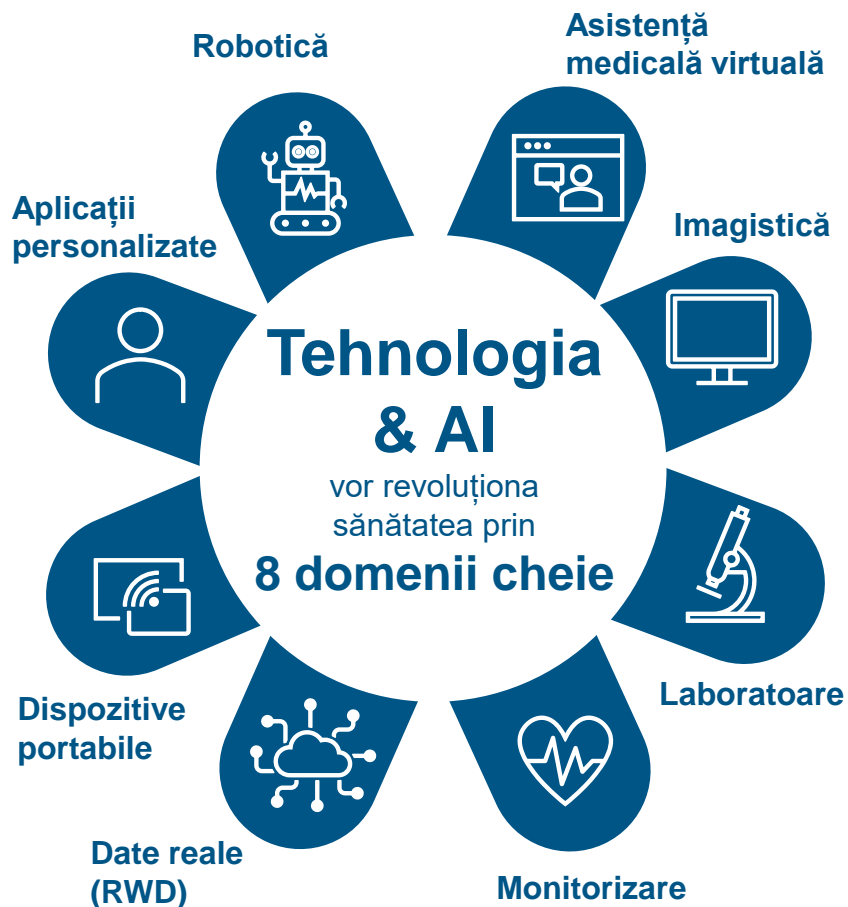 Robotică
Asistență
medicală virtuală
Aplicații
personalizate
Imagistică
Tehnologia
& AI
vor revoluționa
sănătatea prin
8 domenii cheie
Dispozitive
portabile
Laboratoare
Date reale
(RWD)
Monitorizare